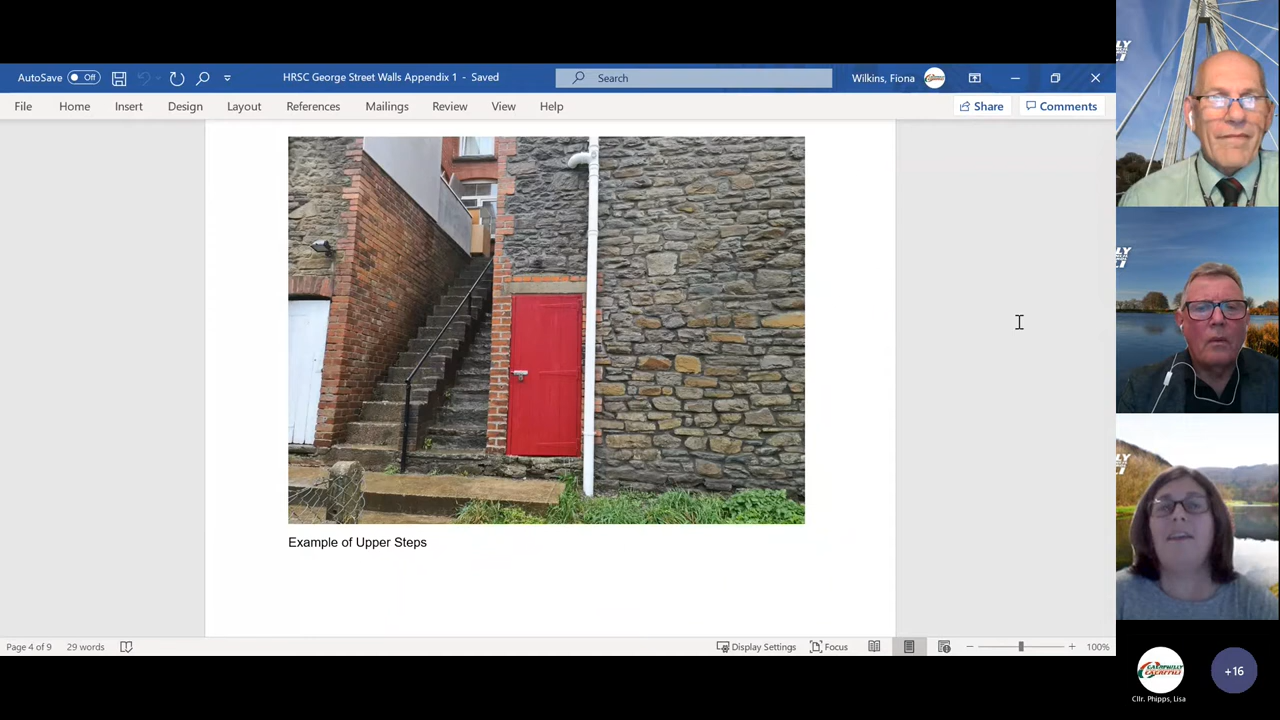 AutoSave Off
HRSC George Street Walls Appendix 1 - Saved
Search
Wilkins, Fiona
File Home Insert Design Layout References Mailings Review View Help
Share Comments
Example of Upper Steps
Page 4 of 9 29 words
Display Settings Focus
100%
CAERPHILLY
CAERFFILI
+16
Cllr. Phipps, Lisa